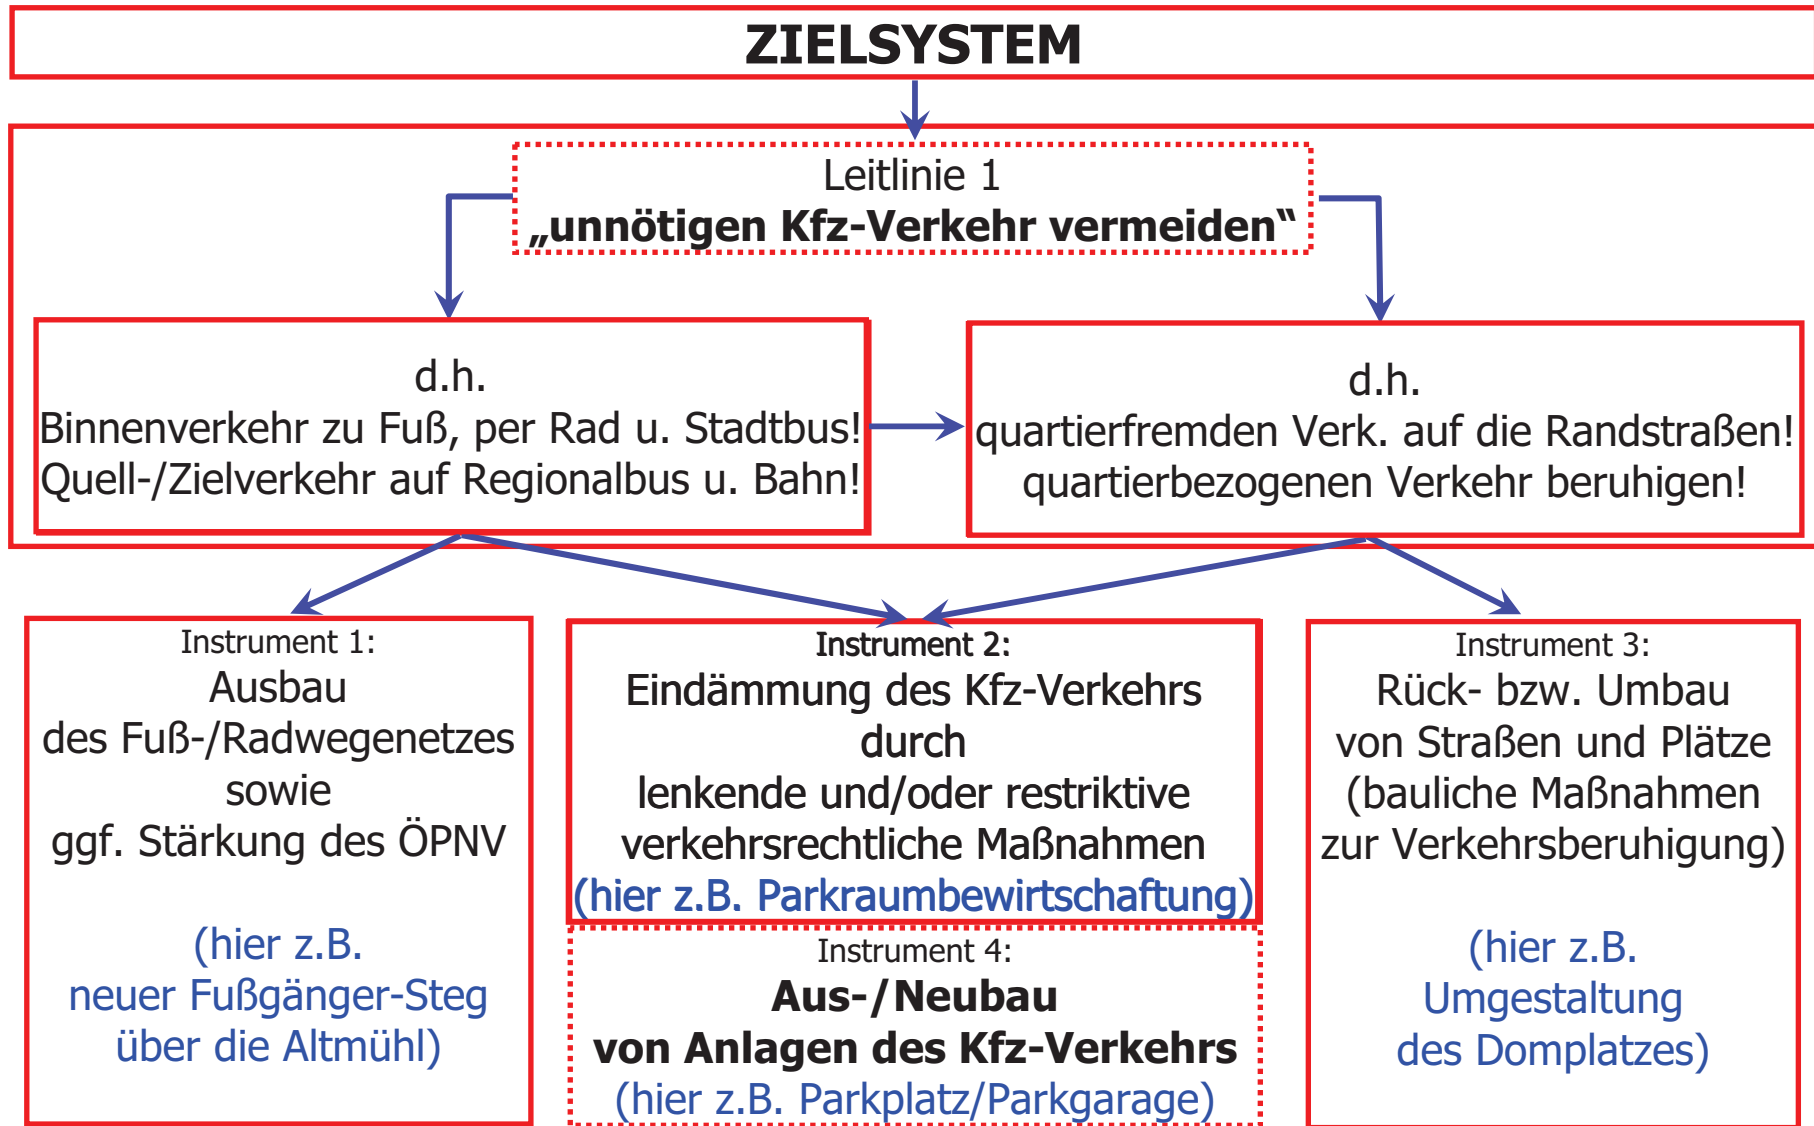 ZIELSYSTEM
Leitlinie 1
„unnötigen Kfz-Verkehr vermeiden“
d.h.
Binnenverkehr zu Fuß, per Rad u. Stadtbus!
Quell-/Zielverkehr auf Regionalbus u. Bahn!
d.h.
quartierfremden Verk. auf die Randstraßen!
quartierbezogenen Verkehr beruhigen!
Instrument 1:
Ausbau
des Fuß-/Radwegenetzes
sowie
ggf. Stärkung des ÖPNV
(hier z.B.
neuer Fußgänger-Steg
über die Altmühl)
Instrument 2:
Eindämmung des Kfz-Verkehrs
durch
lenkende und/oder restriktive
verkehrsrechtliche Maßnahmen
(hier z.B. Parkraumbewirtschaftung)
Instrument 4:
Aus-/Neubau
von Anlagen des Kfz-Verkehrs
(hier z.B. Parkplatz/Parkgarage)
Instrument 3:
Rück- bzw. Umbau
von Straßen und Plätze
(bauliche Maßnahmen
zur Verkehrsberuhigung)
(hier z.B.
Umgestaltung
des Domplatzes)